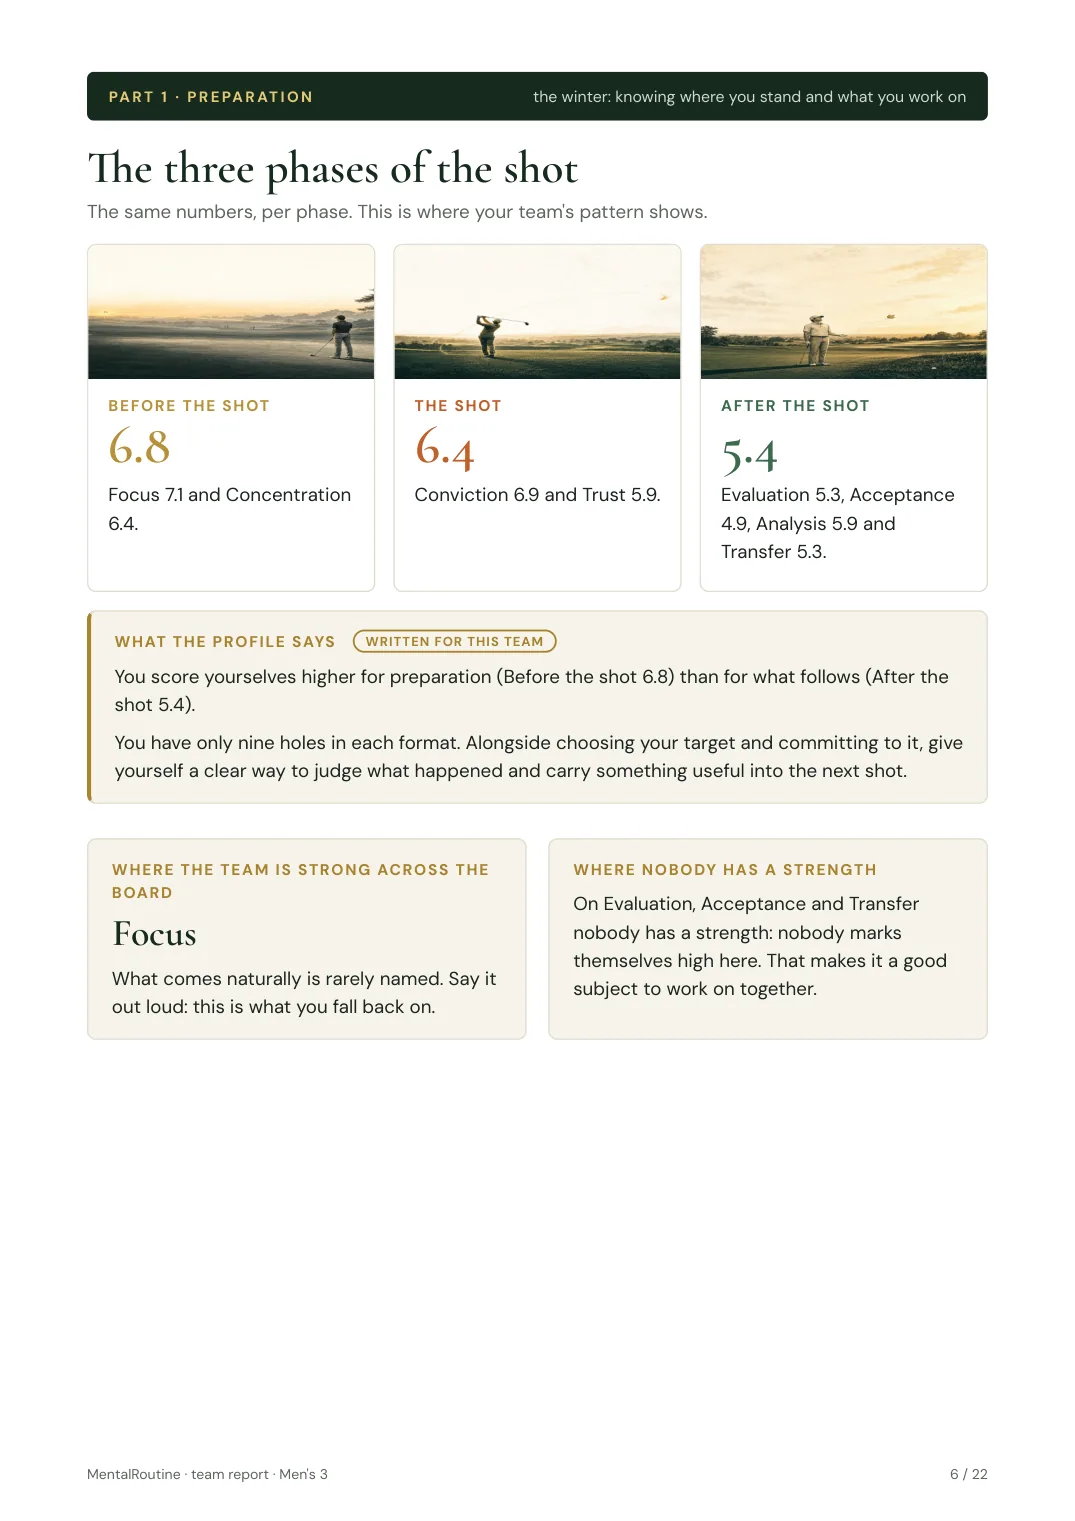 PART 1 · PREPARATION
the winter: knowing where you stand and what you work on
The three phases of the shot
The same numbers, per phase. This is where your team's pattern shows.
BEFORE THE SHOT
6.8
Focus 7.1 and Concentration
6.4.
THE SHOT
6.4
Conviction 6.9 and Trust 5.9.
AFTER THE SHOT
5.4
Evaluation 5.3, Acceptance
4.9, Analysis 5.9 and
Transfer 5.3.
WHAT THE PROFILE SAYS
WRITTEN FOR THIS TEAM
You score yourselves higher for preparation (Before the shot 6.8) than for what follows (After the
shot 5.4).
You have only nine holes in each format. Alongside choosing your target and committing to it, give
yourself a clear way to judge what happened and carry something useful into the next shot.
WHERE THE TEAM IS STRONG ACROSS THE
BOARD
Focus
What comes naturally is rarely named. Say it
out loud: this is what you fall back on.
WHERE NOBODY HAS A STRENGTH
On Evaluation, Acceptance and Transfer
nobody has a strength: nobody marks
themselves high here. That makes it a good
subject to work on together.
MentalRoutine · team report · Men's 3
6 / 22